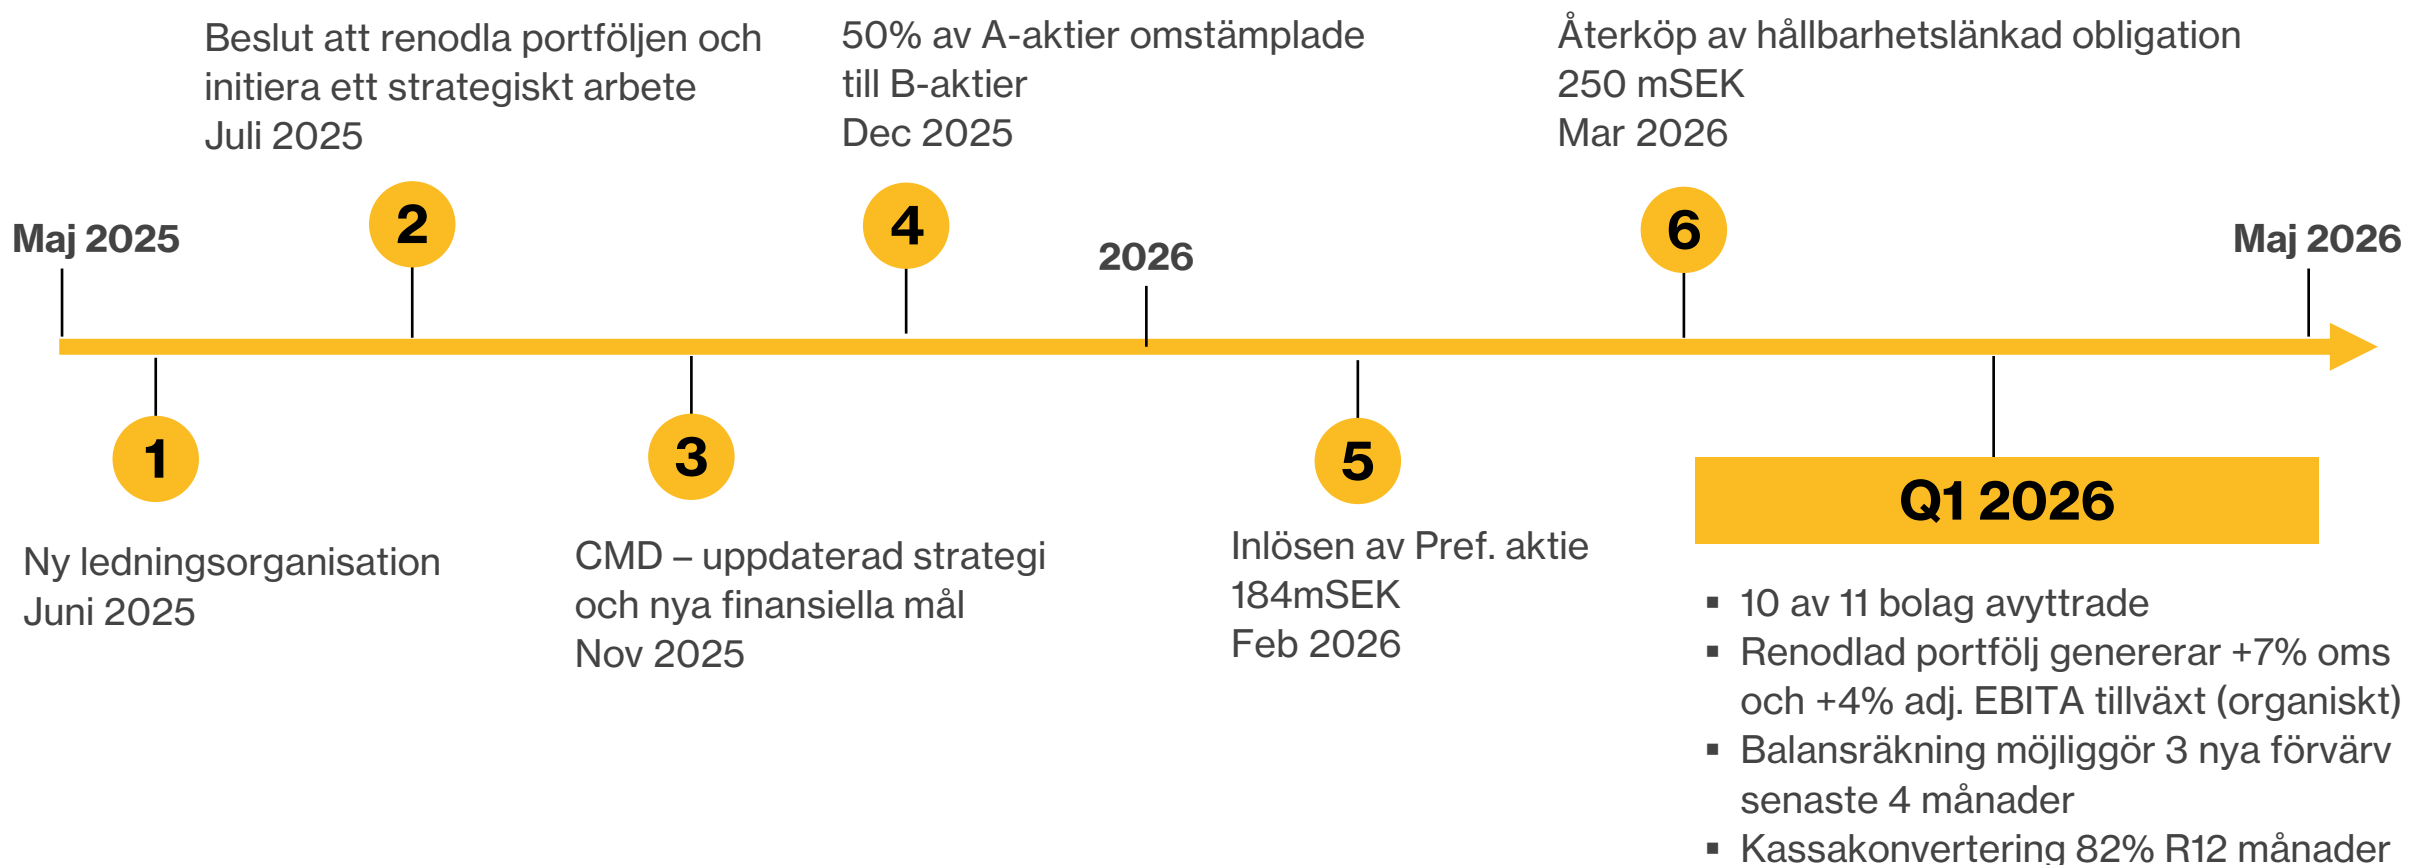 Beslut att renodla portföljen och
initiera ett strategiskt arbete
Juli 2025
50% av A-aktier omstämplade
till B-aktier
Dec 2025
Återköp av hållbarhetslänkad obligation
250 mSEK
Mar 2026
2
4
6
Maj 2025
2026
Maj 2026
1
3
5
Q1 2026
Ny ledningsorganisation
Juni 2025
CMD – uppdaterad strategi
och nya finansiella mål
Nov 2025
Inlösen av Pref. aktie
184mSEK
Feb 2026
▪ 10 av 11 bolag avyttrade
▪ Renodlad portfölj genererar +7% oms
och +4% adj. EBITA tillväxt (organiskt)
▪ Balansräkning möjliggör 3 nya förvärv
senaste 4 månader
▪ Kassakonvertering 82% R12 månader